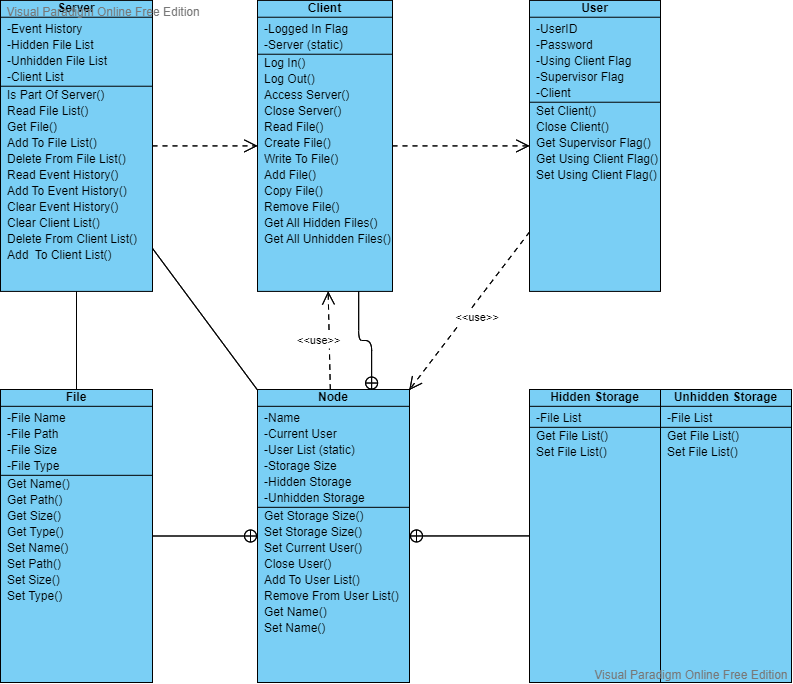 Server
Visual Paradigm Online Free Edition
-Event History
-Hidden File List
-Unhidden File List
-Client List
Is Part Of Server()
Read File List()
Get File()
Add To File List()
Delete From File List()
Read Event History()
Add To Event History()
Clear Event History()
Clear Client List()
Delete From Client List()
Add  To Client List()
Client
-Logged In Flag
-Server (static)
Log In()
Log Out()
Access Server()
Close Server()
Read File()
Create File()
Write To File()
Add File()
Copy File()
Remove File()
Get All Hidden Files()
Get All Unhidden Files()
User
-UserID
-Password
-Using Client Flag
-Supervisor Flag
-Client
Set Client()
Close Client()
Get Supervisor Flag()
Get Using Client Flag()
Set Using Client Flag()
<<use>>
<<use>>
File
-File Name
-File Path
-File Size
-File Type
Get Name()
Get Path()
Get Size()
Get Type()
Set Name()
Set Path()
Set Size()
Set Type()
Node
-Name
-Current User
-User List (static)
-Storage Size
-Hidden Storage
-Unhidden Storage
Get Storage Size()
Set Storage Size()
Set Current User()
Close User()
Add To User List()
Remove From User List()
Get Name()
Set Name()
Hidden Storage
-File List
Get File List()
Set File List()
Unhidden Storage
-File List
Get File List()
Set File List()
Visual Paradigm Online Free Edition